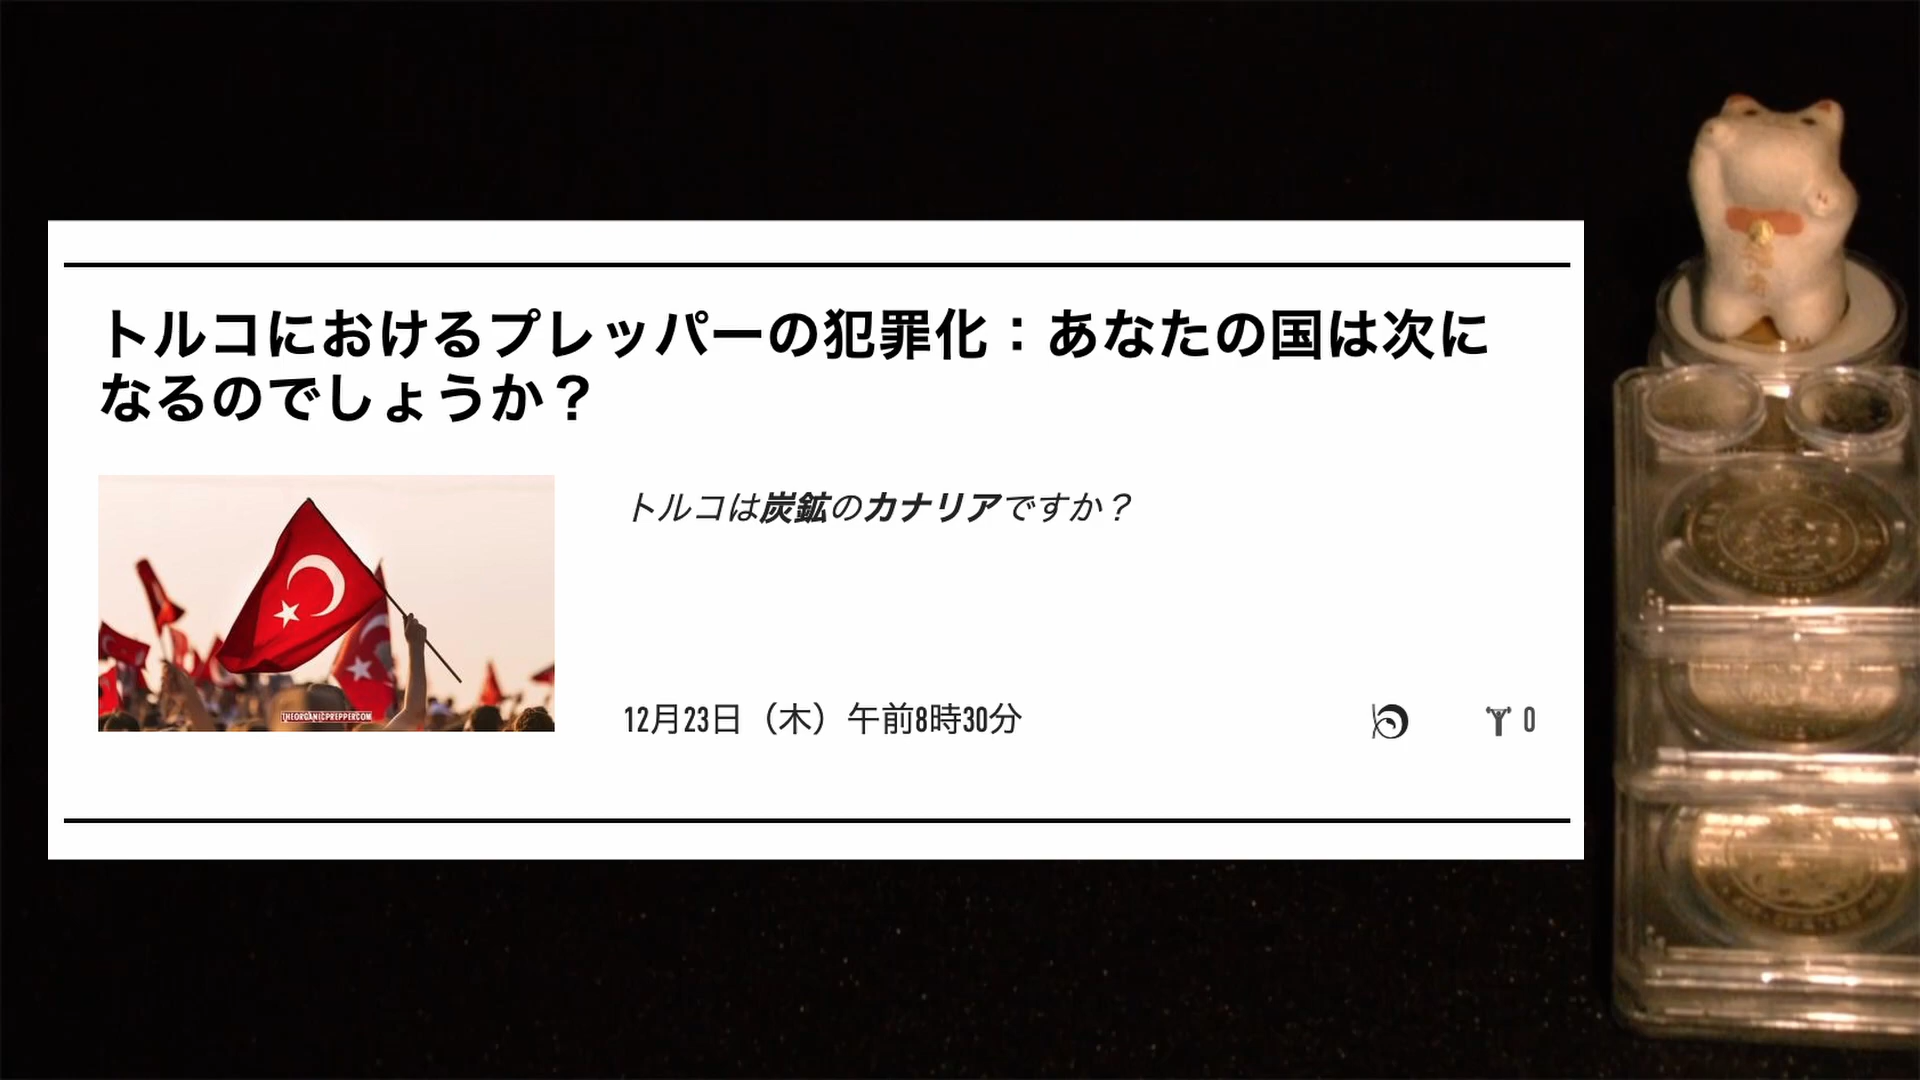 トルコにおけるプレッパーの犯罪化：あなたの国は次に
なるのでしょうか？
トルコは炭鉱のカナリアですか？
THEORGANICPREPPER.COM
12月23日（木）午前8時30分
0